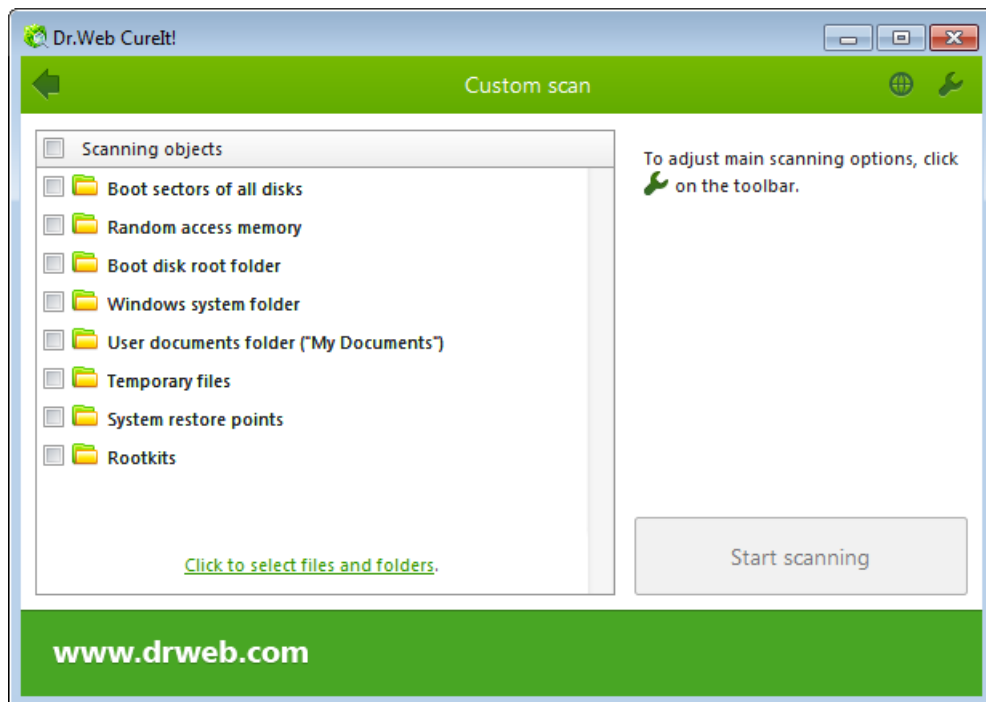 Dr.Web CureIt!
Custom scan
Scanning objects
Boot sectors of all disks
Random access memory
Boot disk root folder
Windows system folder
User documents folder ("My Documents")
Temporary files
System restore points
Rootkits
Click to select files and folders.
To adjust main scanning options, click
on the toolbar.
Start scanning
www.drweb.com